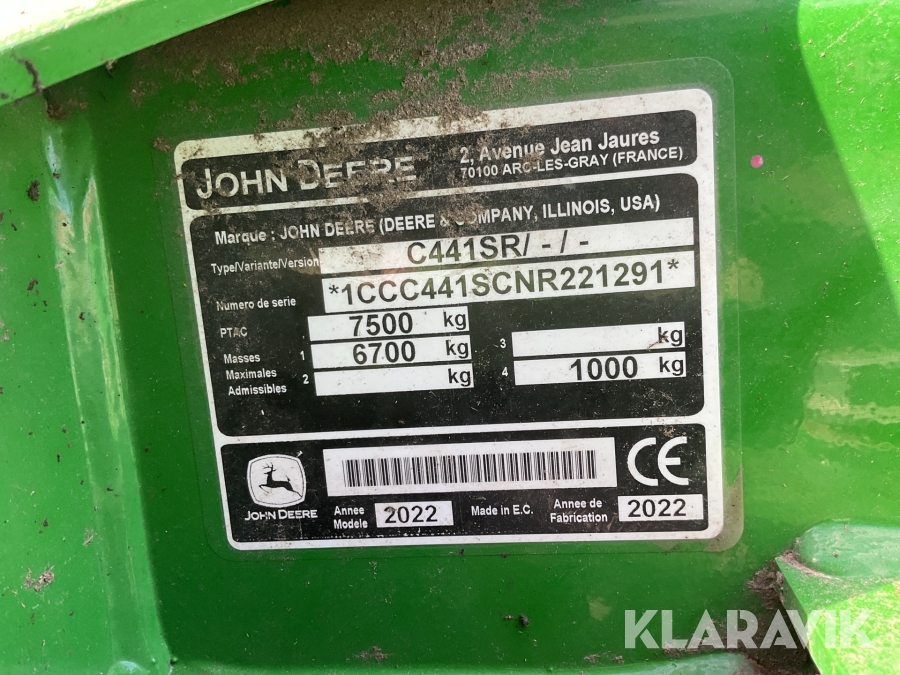 JOHN DEERE
2, Avenue Jean Jaures
70100 ARC-LES-GRAY (FRANCE)
Marque : JOHN DEERE (DEERE & COMPANY, ILLINOIS, USA)
Type/Variante/Version C441SR/ - / -
Numero de serie *1CCC441SCNR221291*
PTAC 7500 kg
Masses 1 6700 kg 3 kg
Maximales
Admissibles 2 kg 4 1000 kg
CE
JOHN DEERE
Annee Modele 2022 Made in E.C. Annee de Fabrication 2022
KLARAVIK